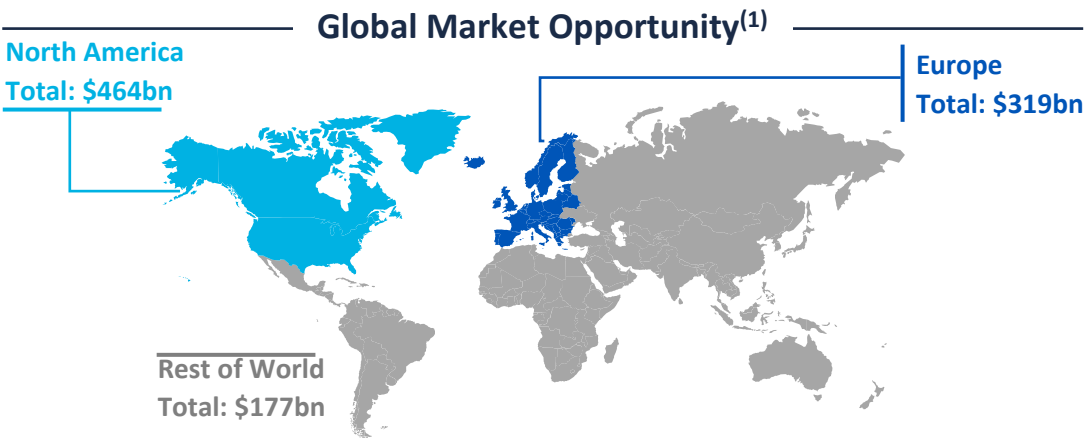 Global Market Opportunity(1)
North America
Total: $464bn
Europe
Total: $319bn
Rest of World
Total: $177bn